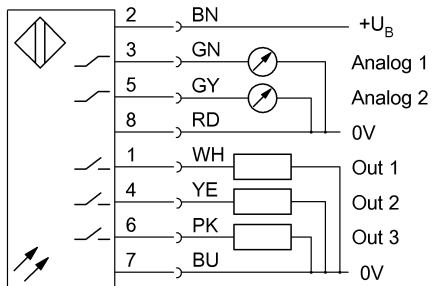 2 BN +UB
3 GN Analog 1
5 GY Analog 2
8 RD 0V
1 WH Out 1
4 YE Out 2
6 PK Out 3
7 BU 0V